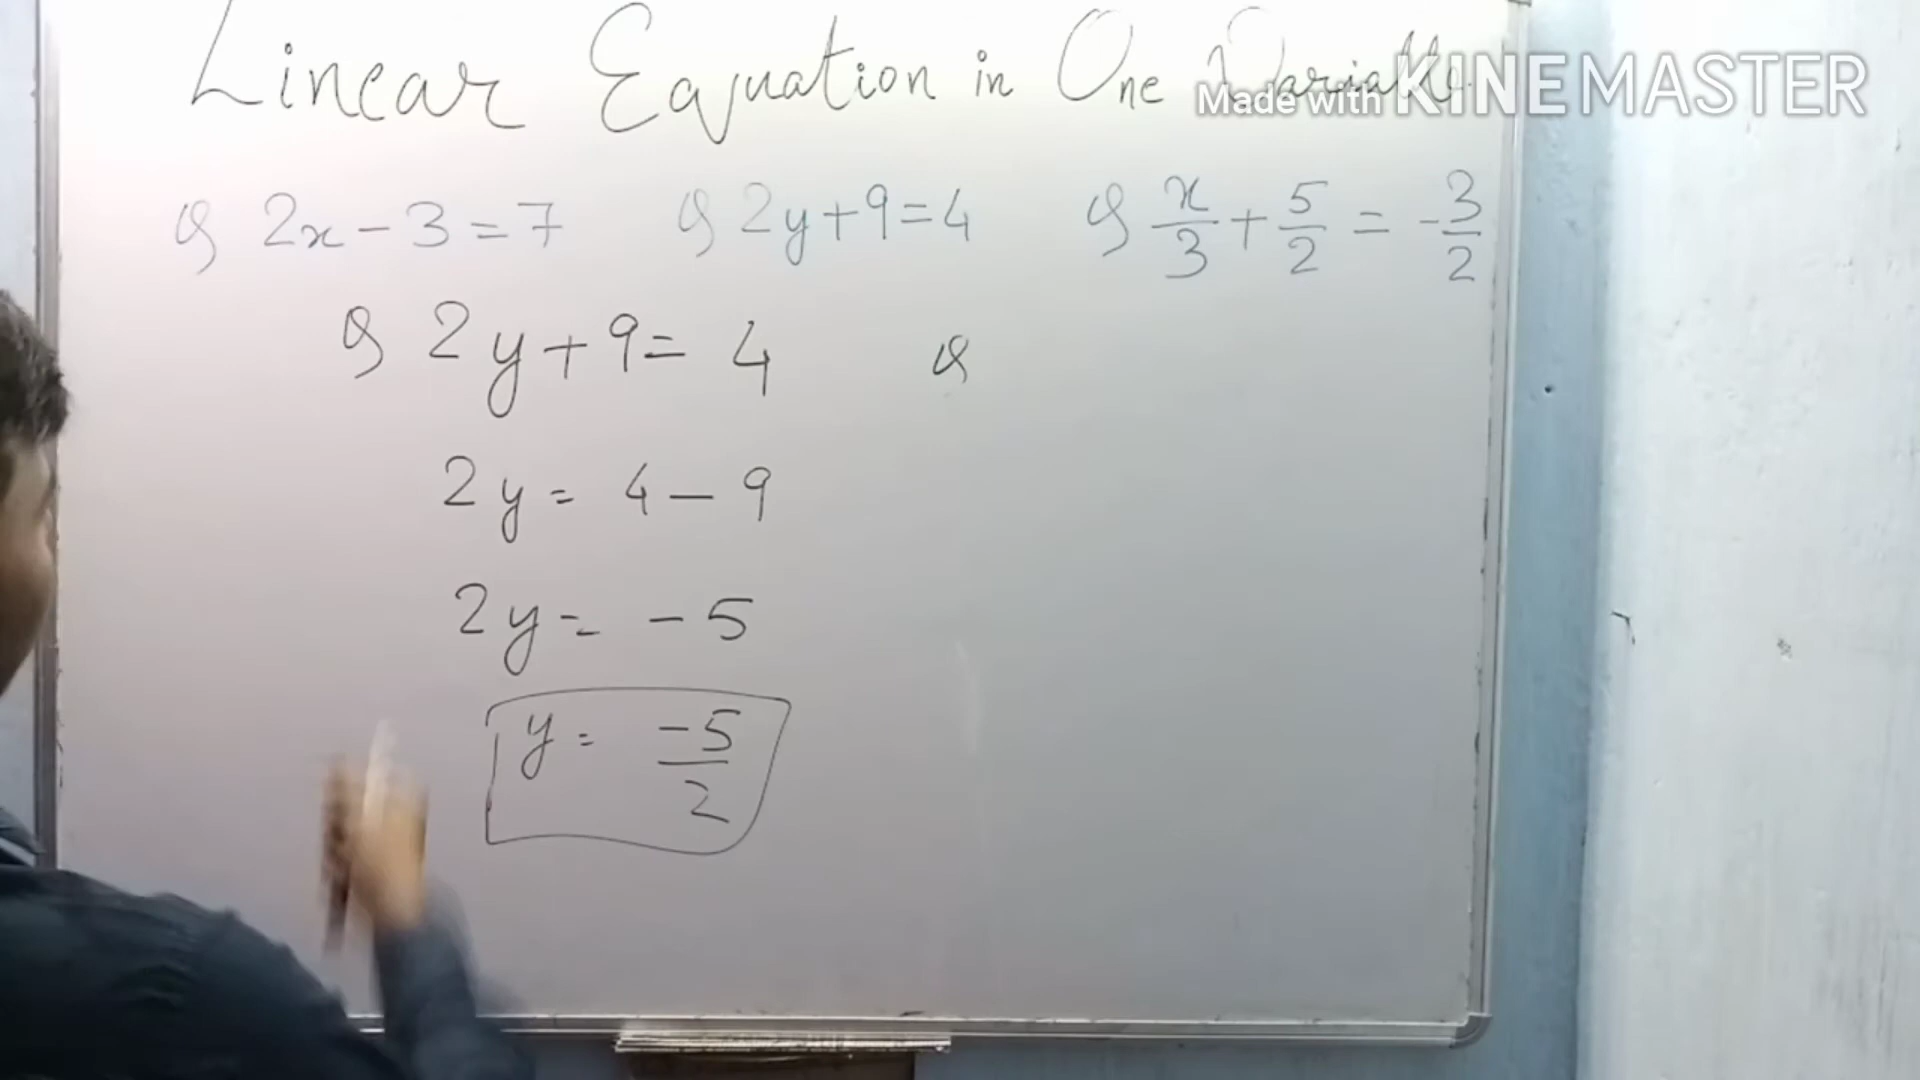 Linear Equation in One Variable
Made with KINEMASTER
Q 2x - 3 = 7 Q 2y + 9 = 4 Q x/3 + 5/2 = -3/2
Q 2y + 9 = 4 Q
2y = 4 - 9
2y = - 5
y = -5/2